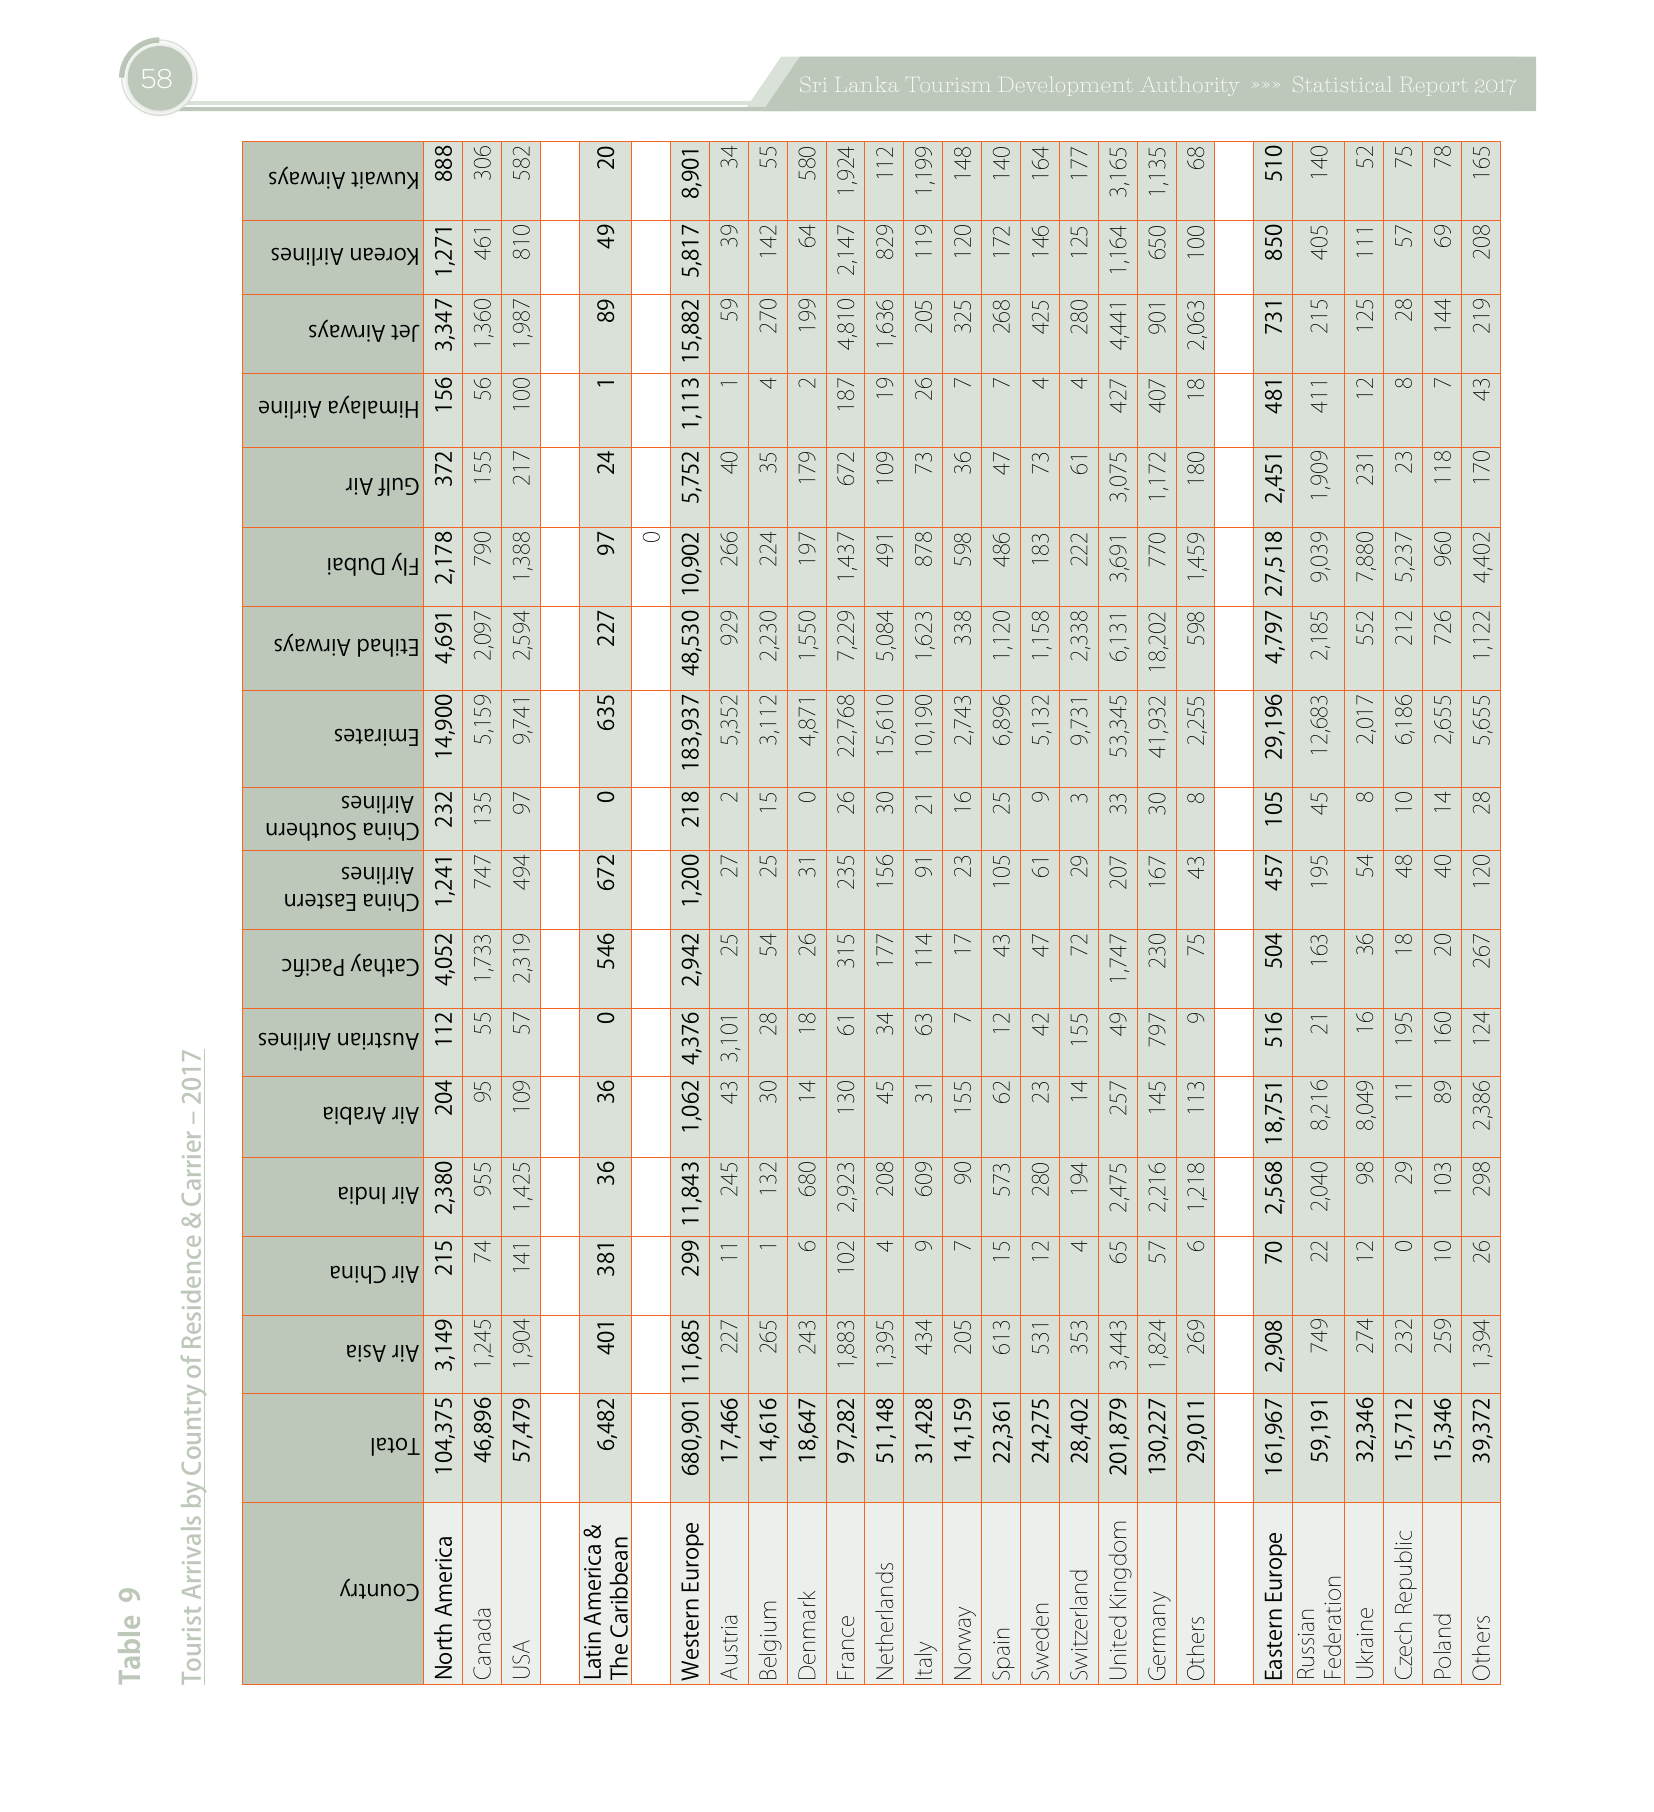 58
Sri Lanka Tourism Development Authority »»» Statistical Report 2017
Table 9
Tourist Arrivals by Country of Residence & Carrier – 2017
Country Total Air Asia Air China Air India Air Arabia Austrian Airlines Cathay Pacific China Eastern Airlines China Southern Airlines Emirates Etihad Airways Fly Dubai Gulf Air Himalaya Airline Jet Airways Korean Airlines Kuwait Airways
North America 104,375 3,149 215 2,380 204 112 4,052 1,241 232 14,900 4,691 2,178 372 156 3,347 1,271 888
Canada 46,896 1,245 74 955 95 55 1,733 747 135 5,159 2,097 790 155 56 1,360 461 306
USA 57,479 1,904 141 1,425 109 57 2,319 494 97 9,741 2,594 1,388 217 100 1,987 810 582
Latin America &
The Caribbean 6,482 401 381 36 36 0 546 672 0 635 227 97 24 1 89 49 20
0
Western Europe 680,901 11,685 299 11,843 1,062 4,376 2,942 1,200 218 183,937 48,530 10,902 5,752 1,113 15,882 5,817 8,901
Austria 17,466 227 11 245 43 3,101 25 27 2 5,352 929 266 40 1 59 39 34
Belgium 14,616 265 1 132 30 28 54 25 15 3,112 2,230 224 35 4 270 142 55
Denmark 18,647 243 6 680 14 18 26 31 0 4,871 1,550 197 179 2 199 64 580
France 97,282 1,883 102 2,923 130 61 315 235 26 22,768 7,229 1,437 672 187 4,810 2,147 1,924
Netherlands 51,148 1,395 4 208 45 34 177 156 30 15,610 5,084 491 109 19 1,636 829 112
Italy 31,428 434 9 609 31 63 114 91 21 10,190 1,623 878 73 26 205 119 1,199
Norway 14,159 205 7 90 155 7 17 23 16 2,743 338 598 36 7 325 120 148
Spain 22,361 613 15 573 62 12 43 105 25 6,896 1,120 486 47 7 268 172 140
Sweden 24,275 531 12 280 23 42 47 61 9 5,132 1,158 183 73 4 425 146 164
Switzerland 28,402 353 4 194 14 155 72 29 3 9,731 2,338 222 61 4 280 125 177
United Kingdom 201,879 3,443 65 2,475 257 49 1,747 207 33 53,345 6,131 3,691 3,075 427 4,441 1,164 3,165
Germany 130,227 1,824 57 2,216 145 797 230 167 30 41,932 18,202 770 1,172 407 901 650 1,135
Others 29,011 269 6 1,218 113 9 75 43 8 2,255 598 1,459 180 18 2,063 100 68
Eastern Europe 161,967 2,908 70 2,568 18,751 516 504 457 105 29,196 4,797 27,518 2,451 481 731 850 510
Russian
Federation 59,191 749 22 2,040 8,216 21 163 195 45 12,683 2,185 9,039 1,909 411 215 405 140
Ukraine 32,346 274 12 98 8,049 16 36 54 8 2,017 552 7,880 231 12 125 111 52
Czech Republic 15,712 232 0 29 11 195 18 48 10 6,186 212 5,237 23 8 28 57 75
Poland 15,346 259 10 103 89 160 20 40 14 2,655 726 960 118 7 144 69 78
Others 39,372 1,394 26 298 2,386 124 267 120 28 5,655 1,122 4,402 170 43 219 208 165